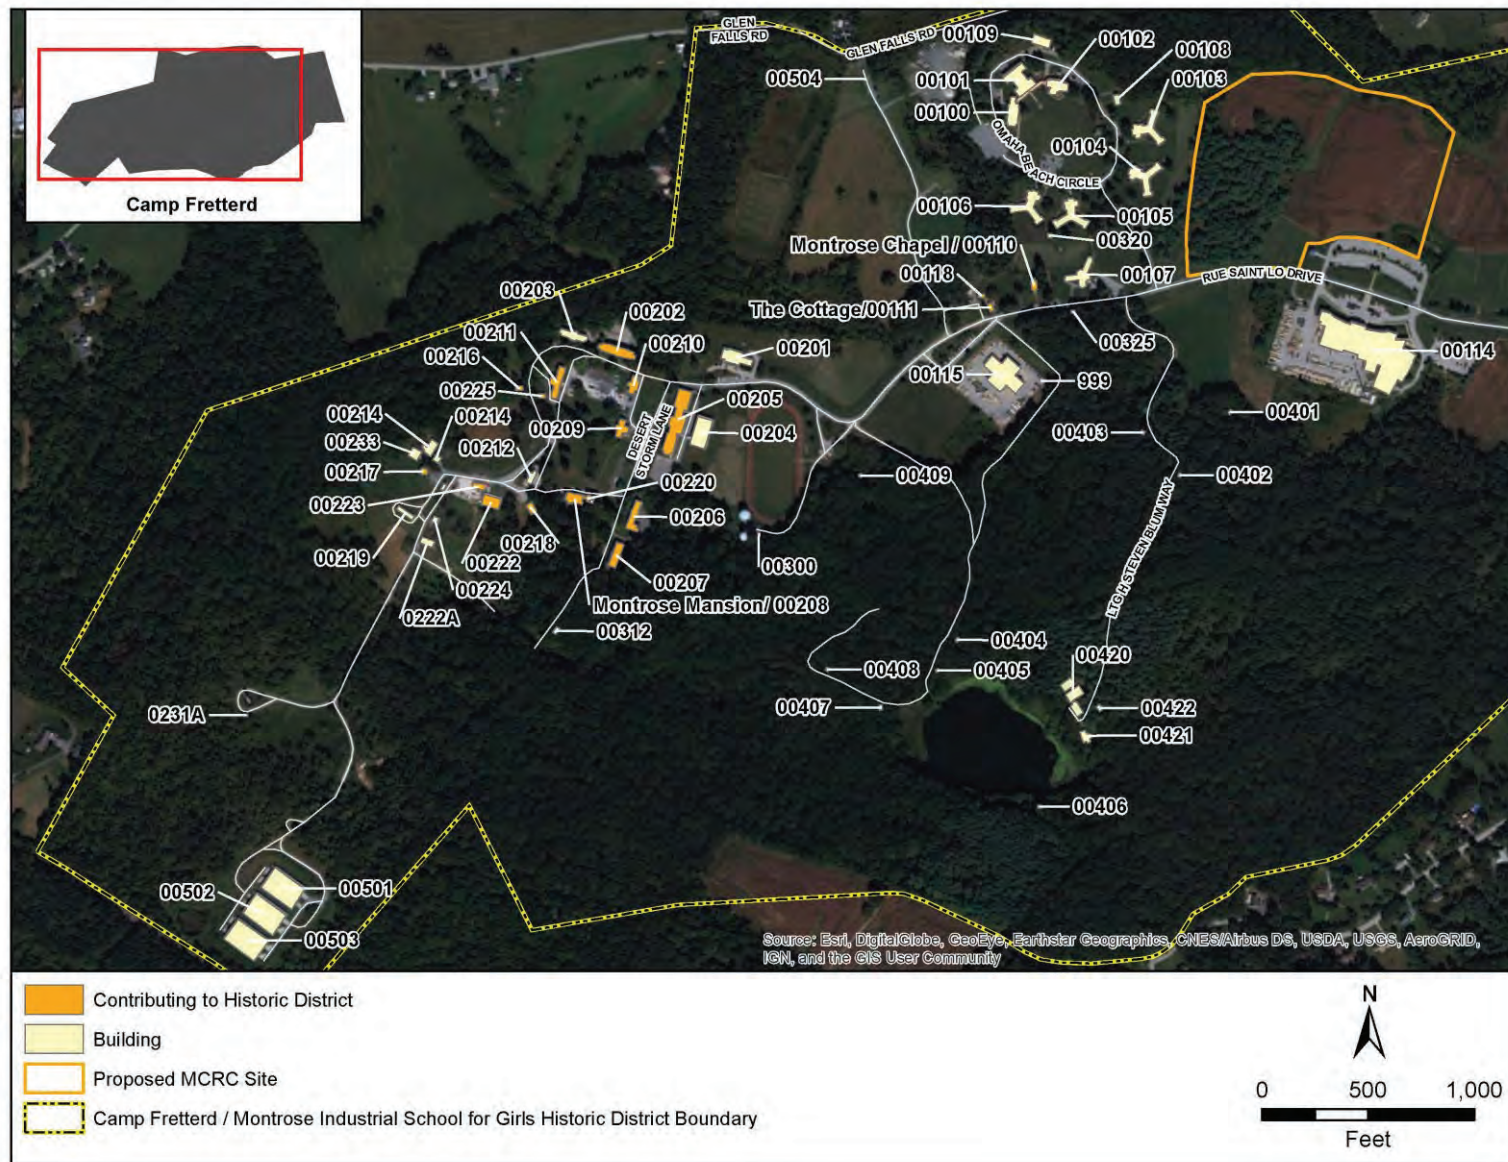 Camp Fretterd
GLEN
FALLS RD
GLEN FALLS RD
00109
00102
00108
00103
00504
00101
00100
OMAHA BEACH CIRCLE
00104
00106
00105
00320
Montrose Chapel / 00110
00118
00107
RUE SAINT LO DRIVE
The Cottage/00111
00203
00202
00211
00210
00216
00201
00325
00114
00225
00115
999
00205
00401
00214
00214
00209
DESERT
STORM LANE
00204
00403
00233
00212
00217
00409
00402
00220
00223
00206
LTG H STEVEN BLUM WAY
00219
00218
00222
00300
00224
00207
0222A
Montrose Mansion/ 00208
00312
00404
00420
00408
00405
0231A
00407
00422
00421
00406
00502
00501
00503
Source: Esri, DigitalGlobe, GeoEye, Earthstar Geographics, CNES/Airbus DS, USDA, USGS, AeroGRID,
IGN, and the GIS User Community
Contributing to Historic District
Building
Proposed MCRC Site
Camp Fretterd / Montrose Industrial School for Girls Historic District Boundary
N
0 500 1,000
Feet